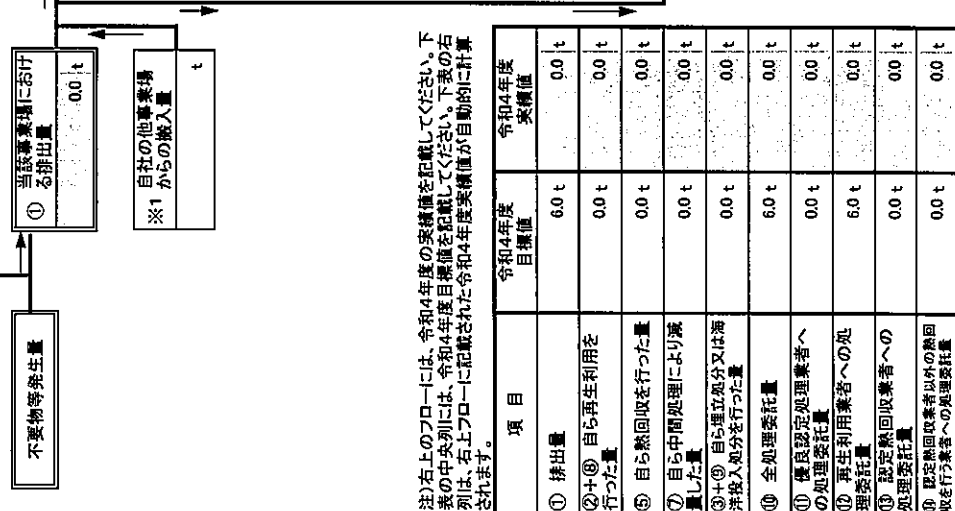 不要物等発生量
① 当該事業場におけ
る排出量
0.0 t
※1 自社の他事業場
からの搬入量
t
注)右上のフローには、令和4年度の実績値を記載してください。下
表の中央列には、令和4年度目標値を記載してください。下表の右
列は、右上フローに記載された令和4年度実績値が自動的に計算
されます。
項 目
令和4年度
目標値
令和4年度
実績値
① 排出量 6.0 t 0.0 t
②+⑧ 自ら再生利用を
行った量 0.0 t 0.0 t
⑤ 自ら熱回収を行った量 0.0 t 0.0 t
⑦ 自ら中間処理により減
量した量 0.0 t 0.0 t
③+⑨ 自ら埋立処分又は海
洋投入処分を行った量 0.0 t 0.0 t
⑩ 全処理委託量 6.0 t 0.0 t
⑪ 優良認定処理業者へ
の処理委託量 0.0 t 0.0 t
⑫ 再生利用業者への処
理委託量 6.0 t 0.0 t
⑬ 認定熱回収業者への
処理委託量 0.0 t 0.0 t
⑭ 認定熱回収業者以外の熱回
収を行う業者への処理委託量 0.0 t 0.0 t